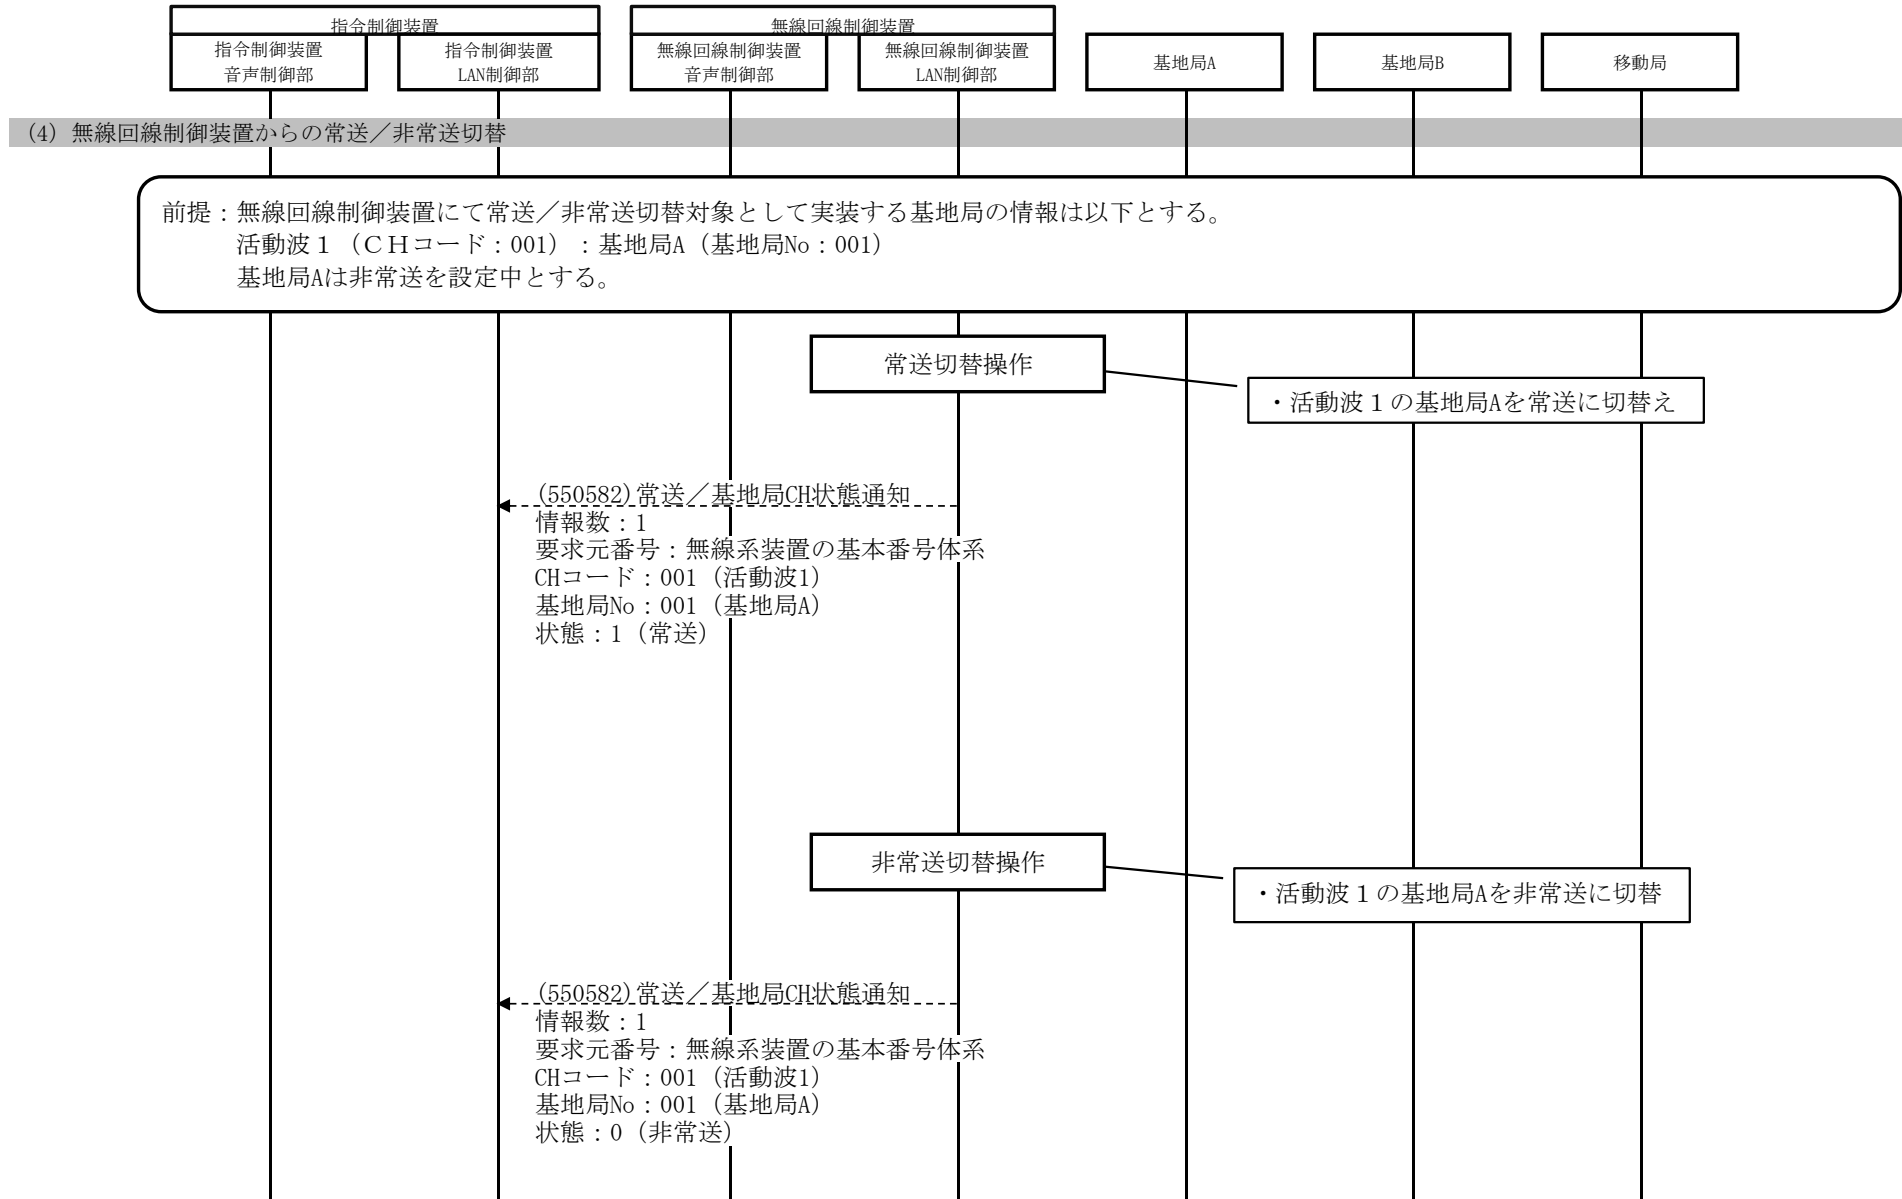 指令制御装置
無線回線制御装置
指令制御装置
音声制御部
指令制御装置
LAN制御部
無線回線制御装置
音声制御部
無線回線制御装置
LAN制御部
基地局A
基地局B
移動局
(4) 無線回線制御装置からの常送／非常送切替
前提：無線回線制御装置にて常送／非常送切替対象として実装する基地局の情報は以下とする。
活動波１（ＣＨコード：001）：基地局A（基地局No：001）
基地局Aは非常送を設定中とする。
常送切替操作
・活動波１の基地局Aを常送に切替え
(550582)常送／基地局CH状態通知
情報数：1
要求元番号：無線系装置の基本番号体系
CHコード：001（活動波1）
基地局No：001（基地局A）
状態：1（常送）
非常送切替操作
・活動波１の基地局Aを非常送に切替
(550582)常送／基地局CH状態通知
情報数：1
要求元番号：無線系装置の基本番号体系
CHコード：001（活動波1）
基地局No：001（基地局A）
状態：0（非常送）